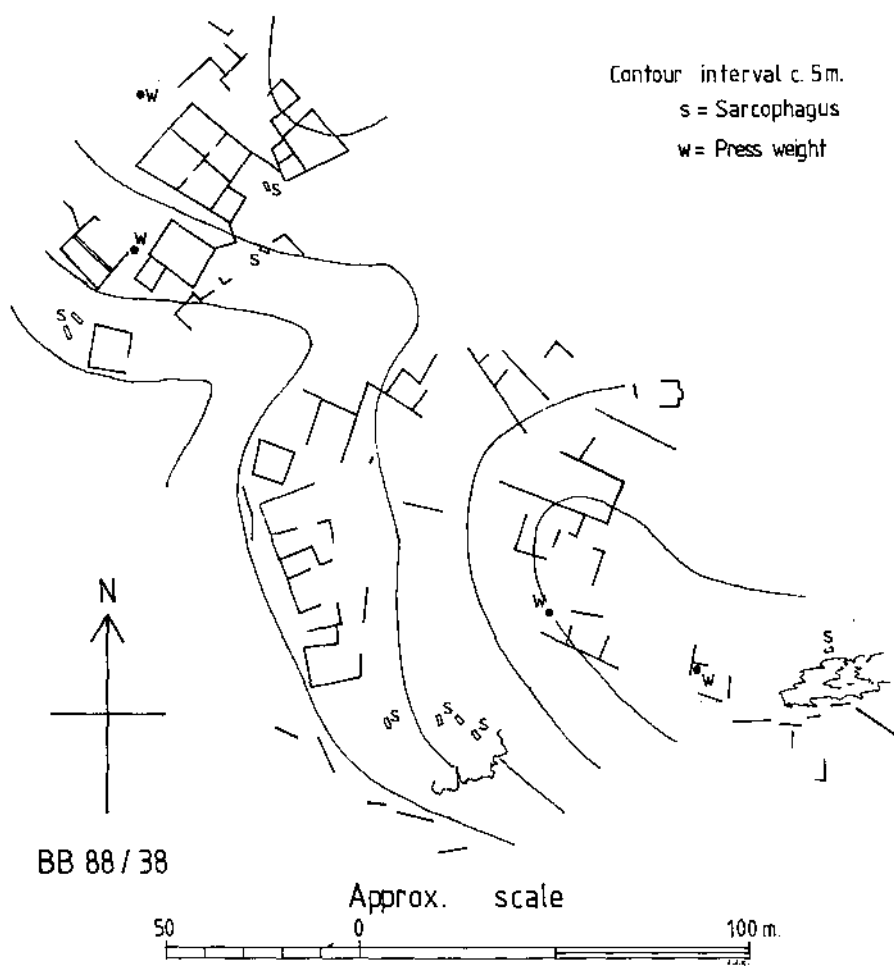 Contour interval c. 5m.
s = Sarcophagus
w = Press weight
W
S
W
S
S
W
S
W
S
S
S
N
BB 88 / 38
Approx. scale
50 0 100 m.